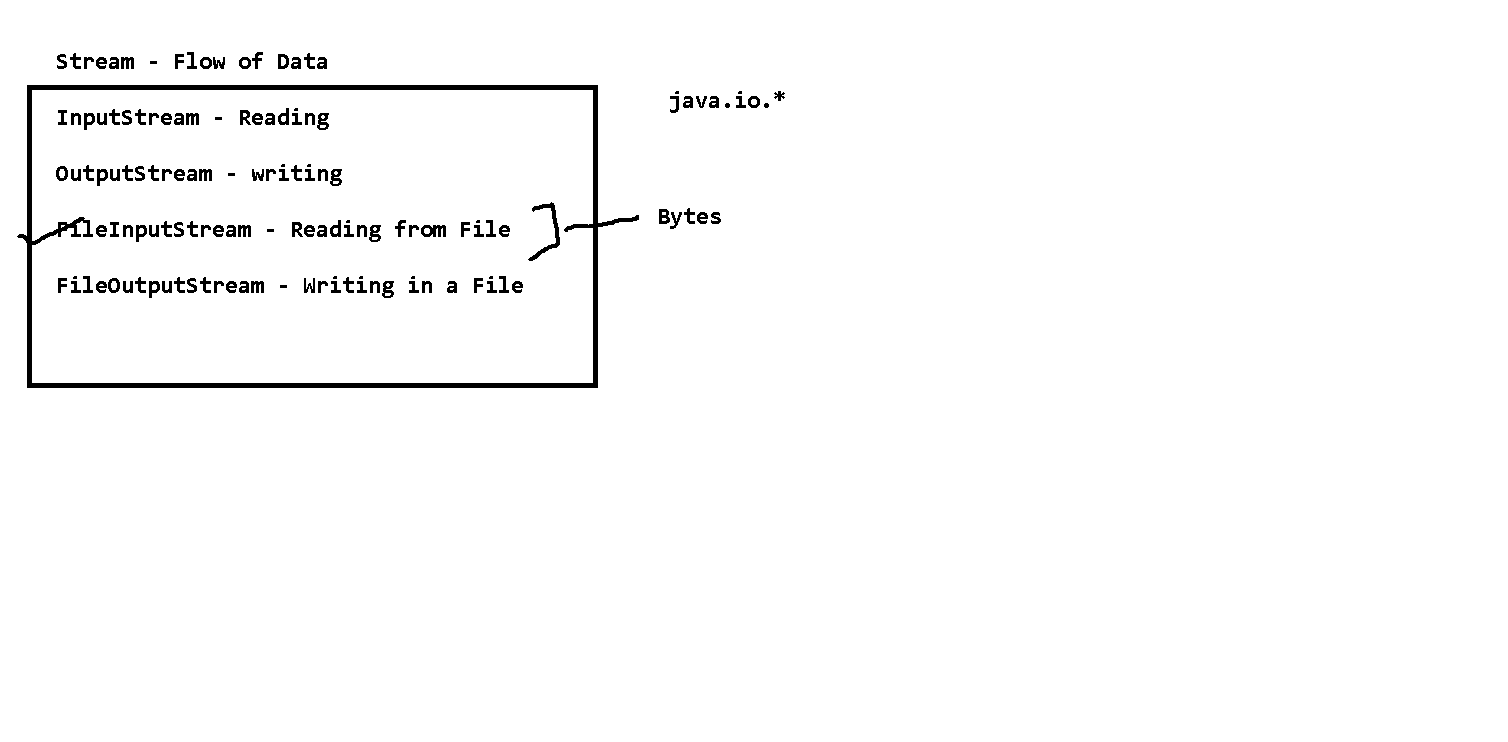 Stream - Flow of Data
java.io.*
InputStream - Reading
OutputStream - writing
FileInputStream - Reading from File
Bytes
FileOutputStream - Writing in a File